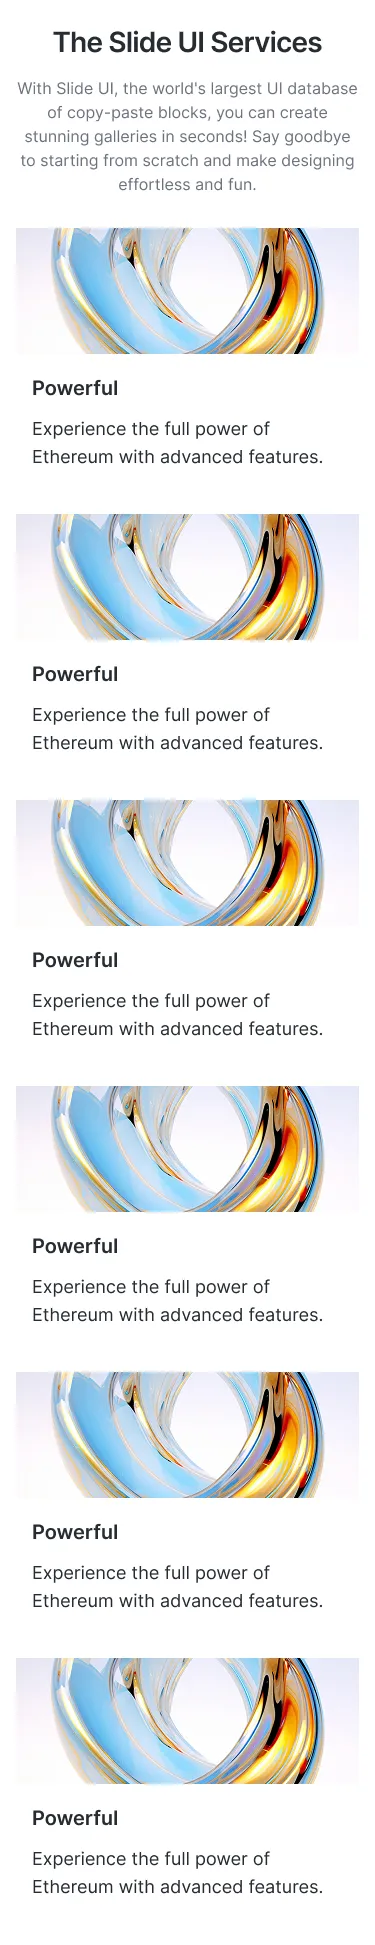 The Slide UI Services
With Slide UI, the world's largest UI database
of copy-paste blocks, you can create
stunning galleries in seconds! Say goodbye
to starting from scratch and make designing
effortless and fun.
Powerful
Experience the full power of
Ethereum with advanced features.
Powerful
Experience the full power of
Ethereum with advanced features.
Powerful
Experience the full power of
Ethereum with advanced features.
Powerful
Experience the full power of
Ethereum with advanced features.
Powerful
Experience the full power of
Ethereum with advanced features.
Powerful
Experience the full power of
Ethereum with advanced features.